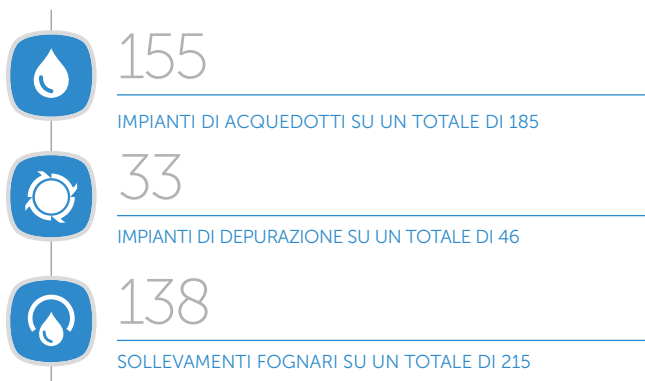 155
IMPIANTI DI ACQUEDOTTI SU UN TOTALE DI 185
33
IMPIANTI DI DEPURAZIONE SU UN TOTALE DI 46
138
SOLLEVAMENTI FOGNARI SU UN TOTALE DI 215